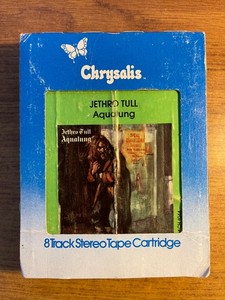 Chrysalis
JETHRO TULL
Aqualung
Jethro Tull
Aqualung
8 Track Stereo Tape Cartridge